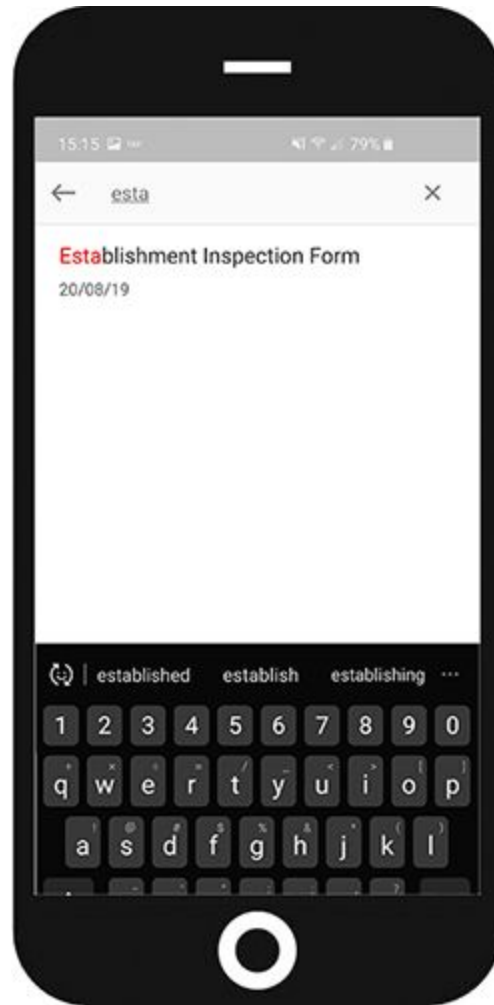 15:15 79%
esta
Establishment Inspection Form
20/08/19
established establish establishing ...
1 2 3 4 5 6 7 8 9 0
q w e r t y u i o p
a s d f g h j k l